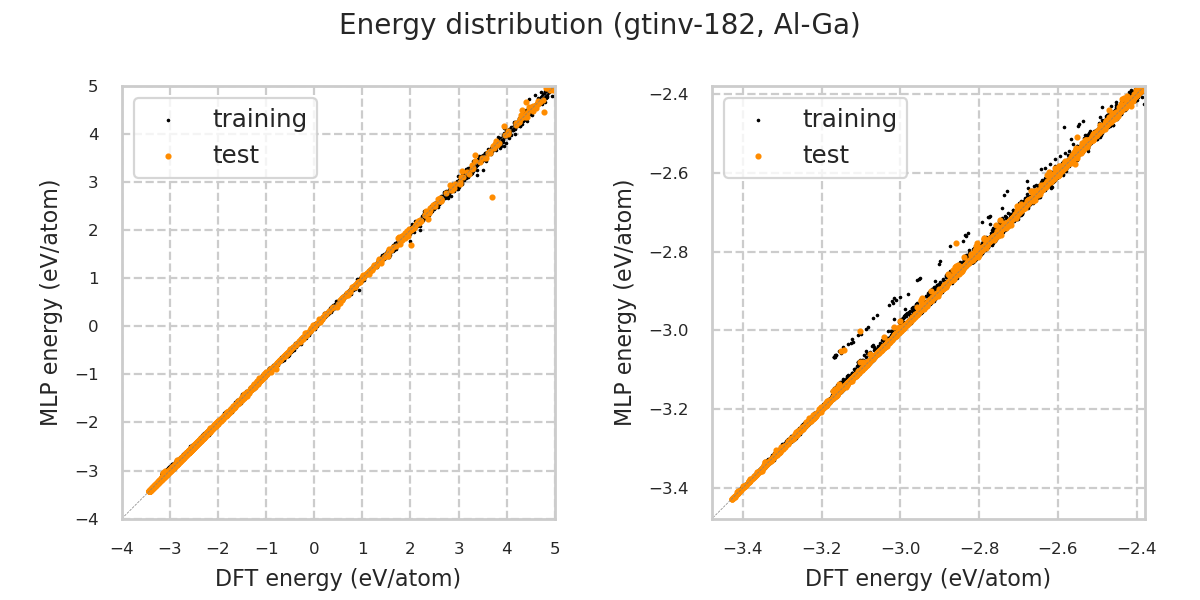 Energy distribution (gtinv-182, Al-Ga)
training
test
MLP energy (eV/atom)
5
4
3
2
1
0
−1
−2
−3
−4
−4 −3 −2 −1 0 1 2 3 4 5
DFT energy (eV/atom)
training
test
MLP energy (eV/atom)
−2.4
−2.6
−2.8
−3.0
−3.2
−3.4
−3.4 −3.2 −3.0 −2.8 −2.6 −2.4
DFT energy (eV/atom)